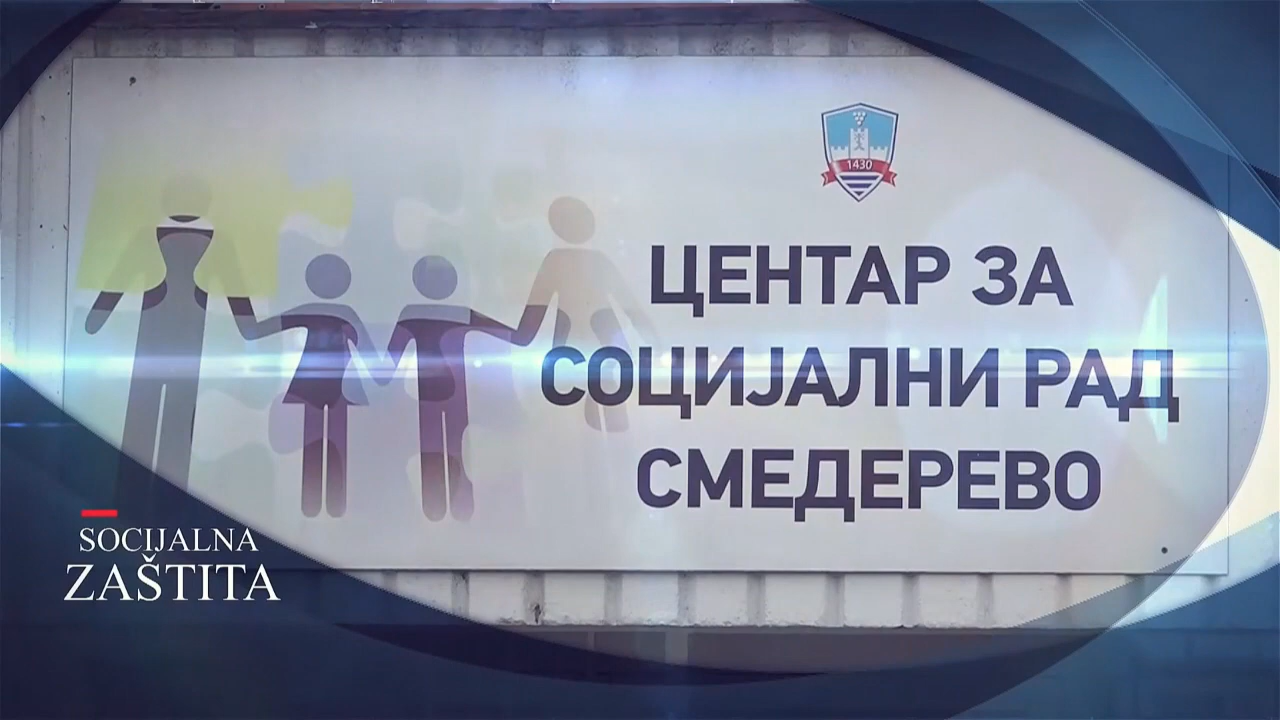 1430
ЦЕНТАР ЗА
СОЦИЈАЛНИ РАД
СМЕДЕРЕВО
SOCIJALNA
ZAŠTITA